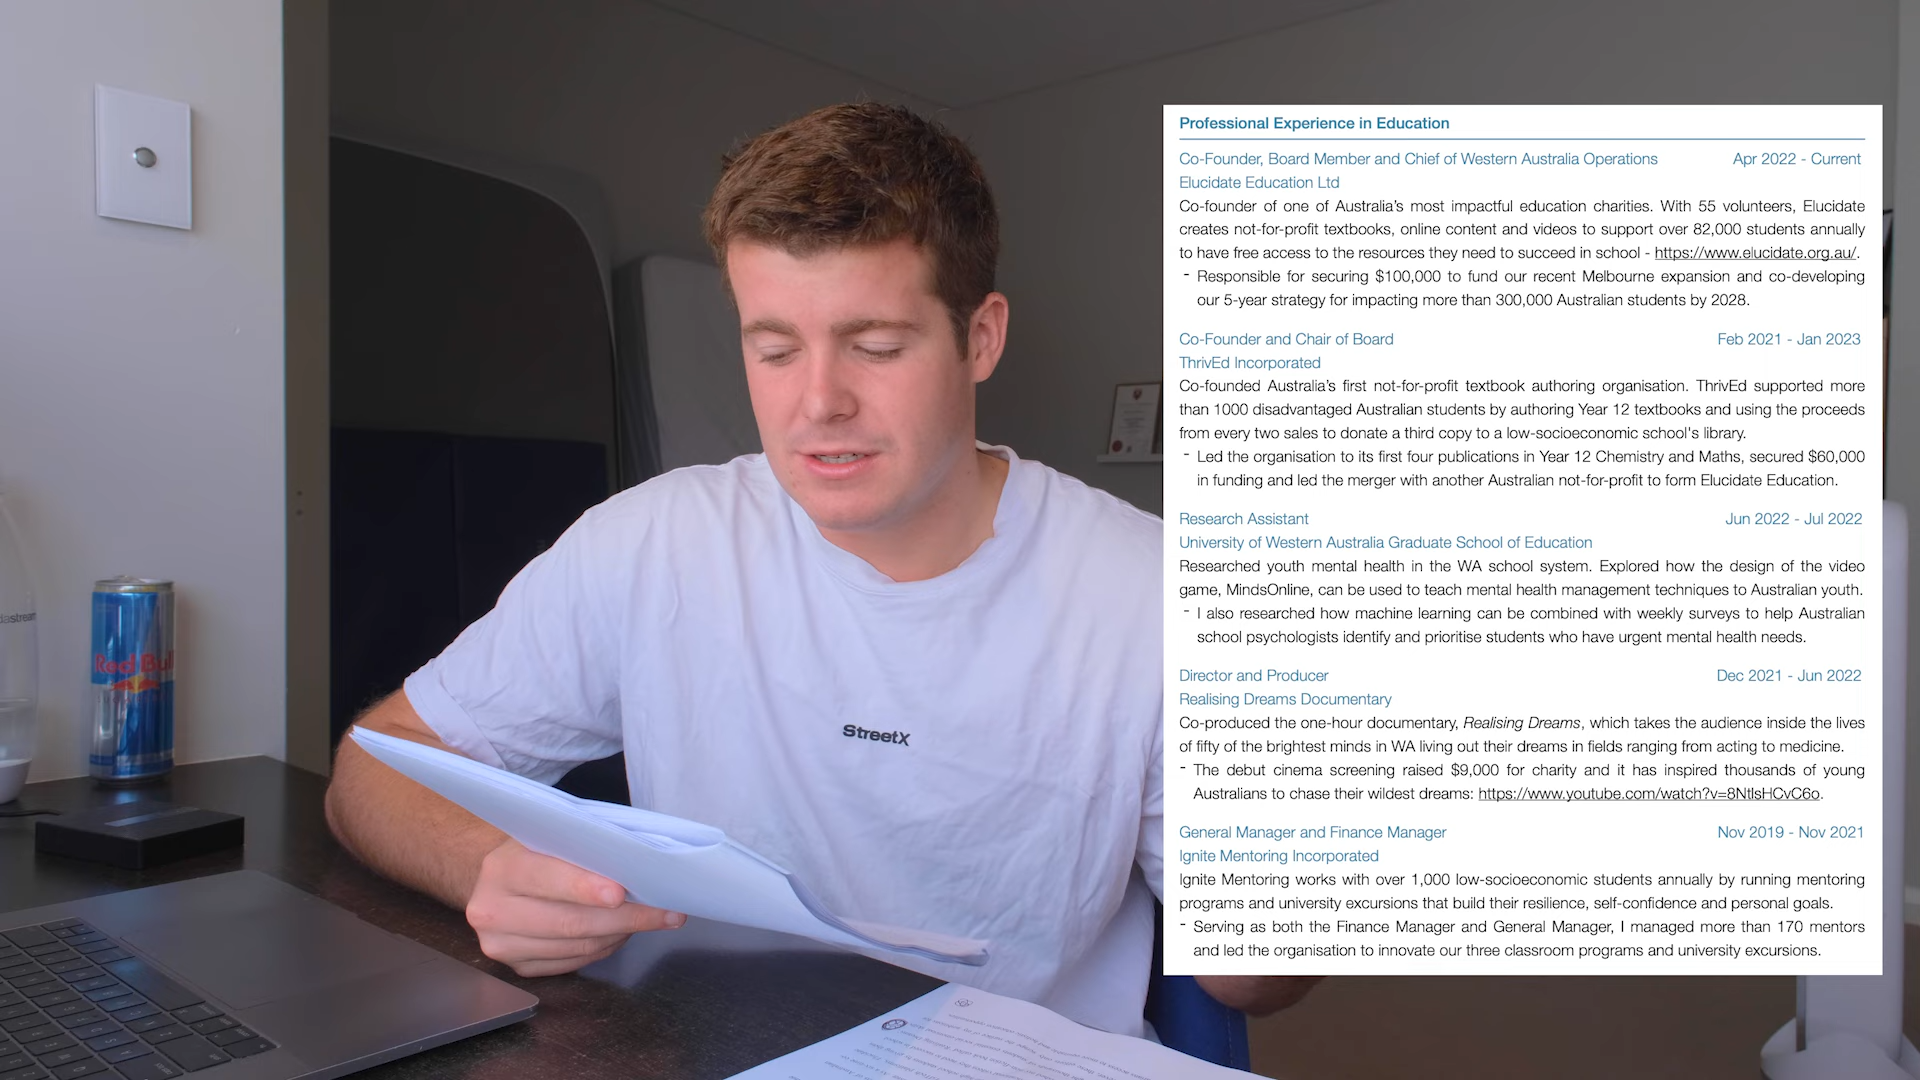 Professional Experience in Education
Co-Founder, Board Member and Chief of Western Australia Operations Apr 2022 - Current
Elucidate Education Ltd
Co-founder of one of Australia's most impactful education charities. With 55 volunteers, Elucidate
creates not-for-profit textbooks, online content and videos to support over 82,000 students annually
to have free access to the resources they need to succeed in school - https://www.elucidate.org.au/.
- Responsible for securing $100,000 to fund our recent Melbourne expansion and co-developing
our 5-year strategy for impacting more than 300,000 Australian students by 2028.
Co-Founder and Chair of Board Feb 2021 - Jan 2023
ThrivEd Incorporated
Co-founded Australia's first not-for-profit textbook authoring organisation. ThrivEd supported more
than 1000 disadvantaged Australian students by authoring Year 12 textbooks and using the proceeds
from every two sales to donate a third copy to a low-socioeconomic school's library.
- Led the organisation to its first four publications in Year 12 Chemistry and Maths, secured $60,000
in funding and led the merger with another Australian not-for-profit to form Elucidate Education.
Research Assistant Jun 2022 - Jul 2022
University of Western Australia Graduate School of Education
Researched youth mental health in the WA school system. Explored how the design of the video
game, MindsOnline, can be used to teach mental health management techniques to Australian youth.
- I also researched how machine learning can be combined with weekly surveys to help Australian
school psychologists identify and prioritise students who have urgent mental health needs.
Director and Producer Dec 2021 - Jun 2022
Realising Dreams Documentary
Co-produced the one-hour documentary, Realising Dreams, which takes the audience inside the lives
of fifty of the brightest minds in WA living out their dreams in fields ranging from acting to medicine.
- The debut cinema screening raised $9,000 for charity and it has inspired thousands of young
Australians to chase their wildest dreams: https://www.youtube.com/watch?v=8NtlsHCvC6o.
General Manager and Finance Manager Nov 2019 - Nov 2021
Ignite Mentoring Incorporated
Ignite Mentoring works with over 1,000 low-socioeconomic students annually by running mentoring
programs and university excursions that build their resilience, self-confidence and personal goals.
- Serving as both the Finance Manager and General Manager, I managed more than 170 mentors
and led the organisation to innovate our three classroom programs and university excursions.
Red Bull
StreetX